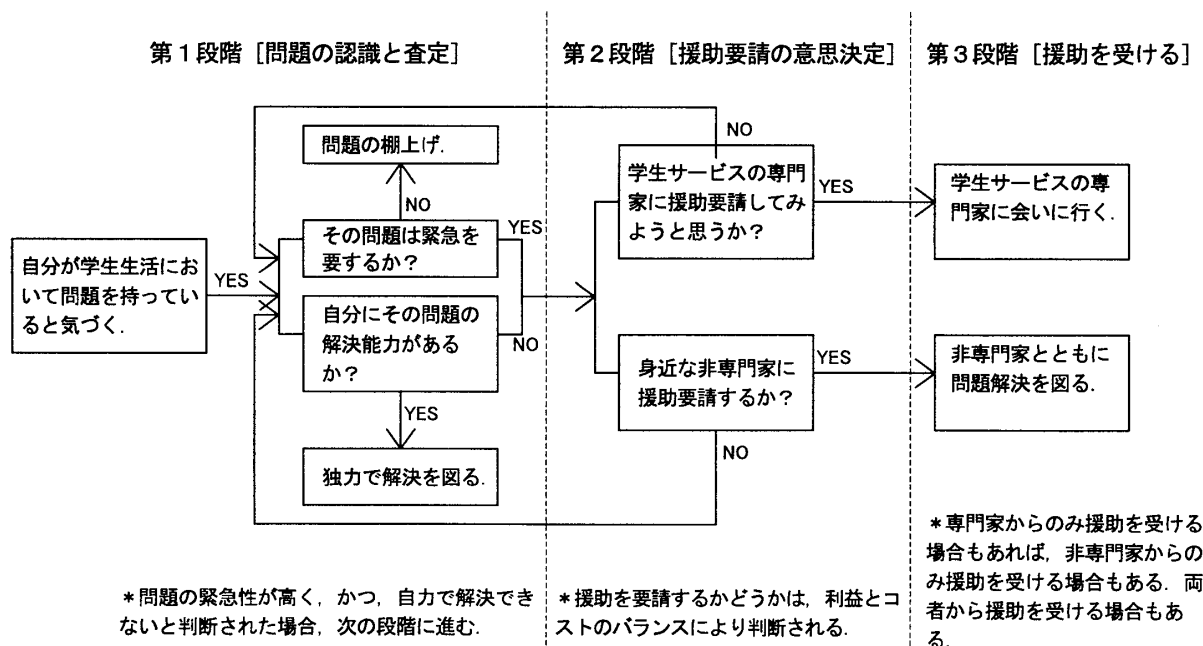 第1段階［問題の認識と査定］
第2段階［援助要請の意思決定］
第3段階［援助を受ける］
自分が学生生活にお
いて問題を持ってい
ると気づく.
YES
問題の棚上げ.
NO
その問題は緊急を
要するか？
YES
自分にその問題の
解決能力がある
か？
NO
YES
独力で解決を図る.
NO
学生サービスの専門
家に援助要請してみ
ようと思うか？
YES
身近な非専門家に
援助要請するか？
YES
NO
学生サービスの専
門家に会いに行く.
非専門家とともに
問題解決を図る.
＊問題の緊急性が高く，かつ，自力で解決でき
ないと判断された場合，次の段階に進む.
＊援助を要請するかどうかは，利益とコ
ストのバランスにより判断される.
＊専門家からのみ援助を受ける
場合もあれば，非専門家からの
み援助を受ける場合もある．両
者から援助を受ける場合もあ
る.